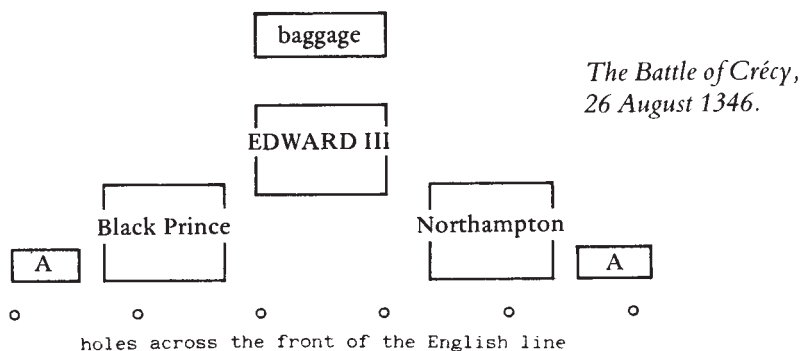 baggage
The Battle of Crécy,
26 August 1346.
EDWARD III
Black Prince
Northampton
A
A
holes across the front of the English line